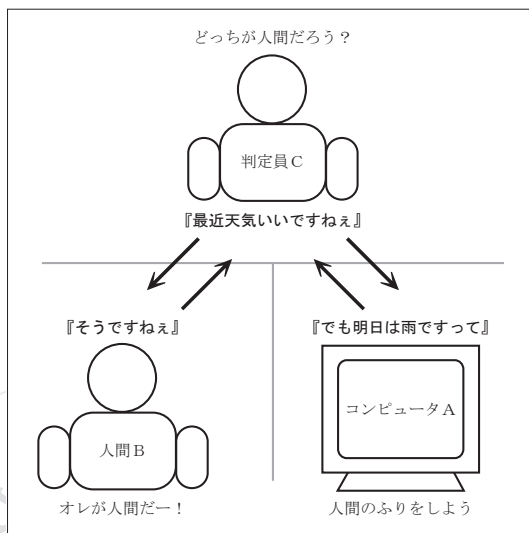 どっちが人間だろう？
判定員Ｃ
『最近天気いいですねぇ』
『そうですねぇ』
『でも明日は雨ですって』
人間Ｂ
コンピュータＡ
オレが人間だー！
人間のふりをしよう